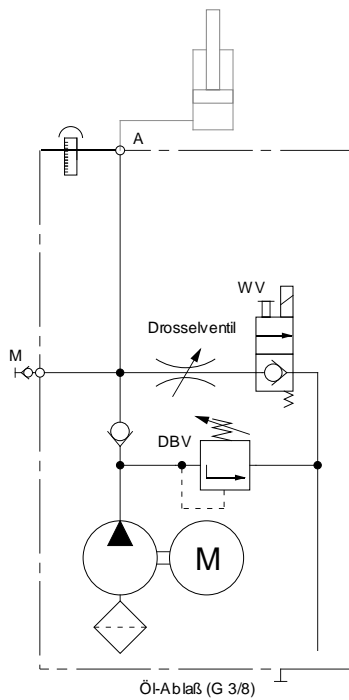 A
WV
Drosselventil
M
DBV
M
Öl-Ablaß (G 3/8)